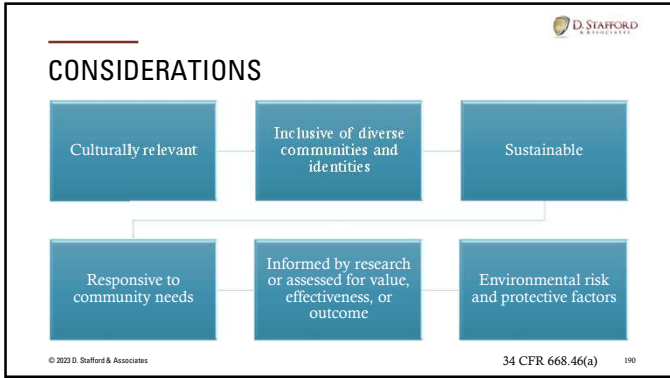 D. STAFFORD
& ASSOCIATES
CONSIDERATIONS
Culturally relevant
Inclusive of diverse
communities and
identities
Sustainable
Responsive to
community needs
Informed by research
or assessed for value,
effectiveness, or
outcome
Environmental risk
and protective factors
© 2023 D. Stafford & Associates
34 CFR 668.46(a)
190